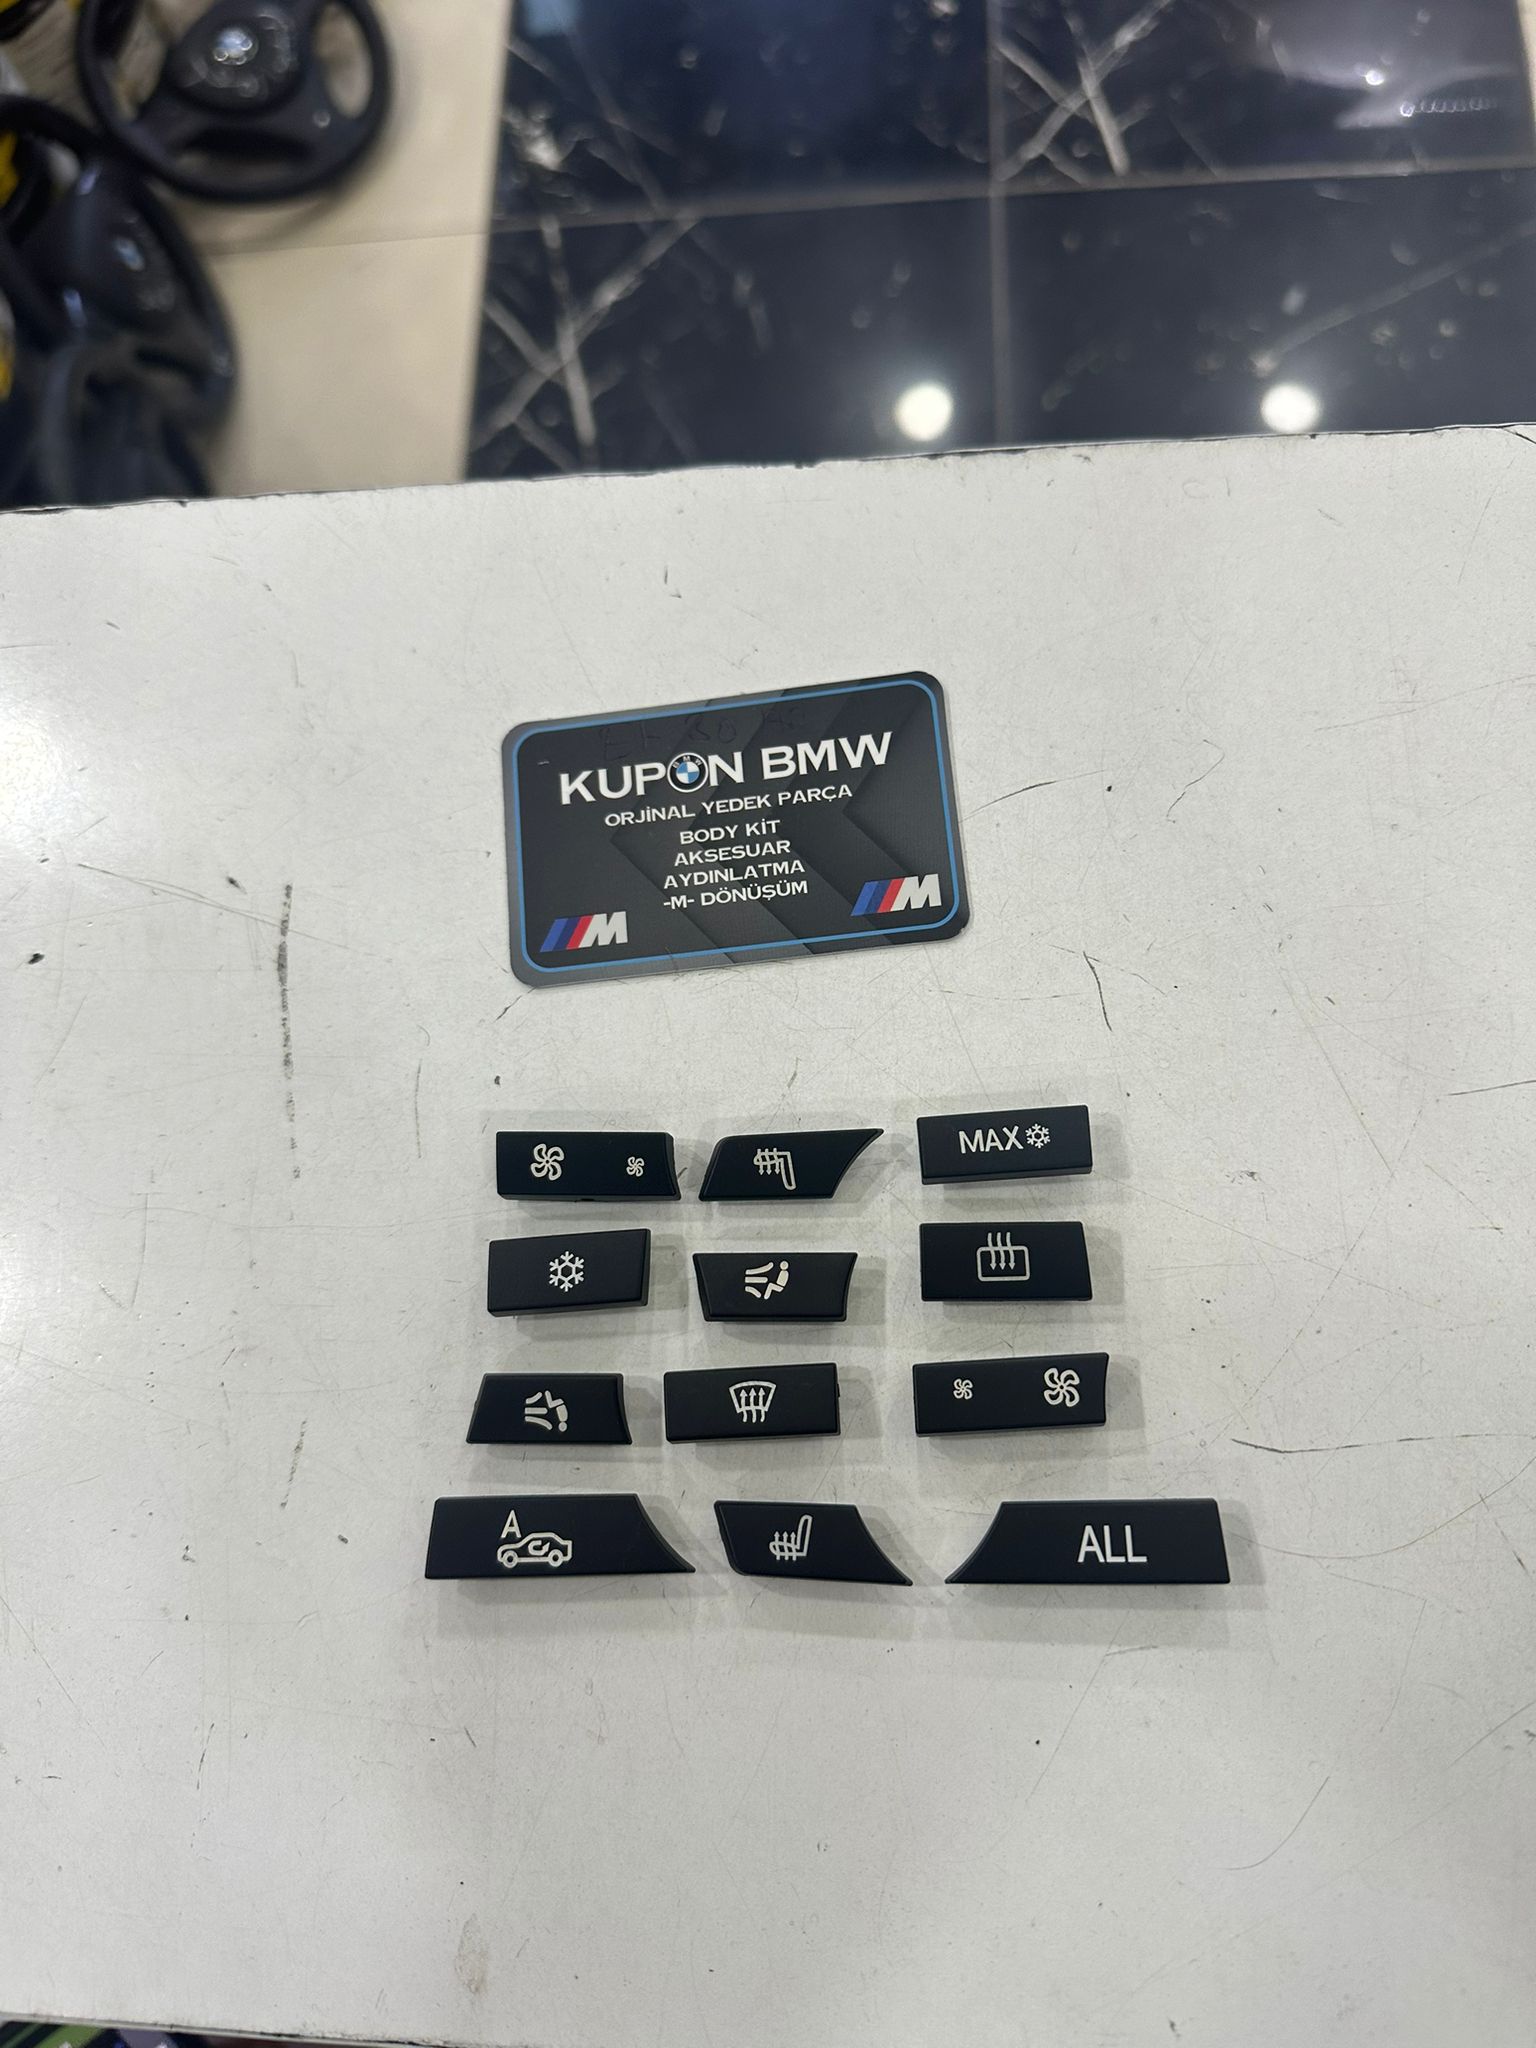 KUPON BMW
ORJİNAL YEDEK PARÇA
BODY KİT
AKSESUAR
AYDINLATMA
-M- DÖNÜŞÜM
M M
MAX
A
ALL